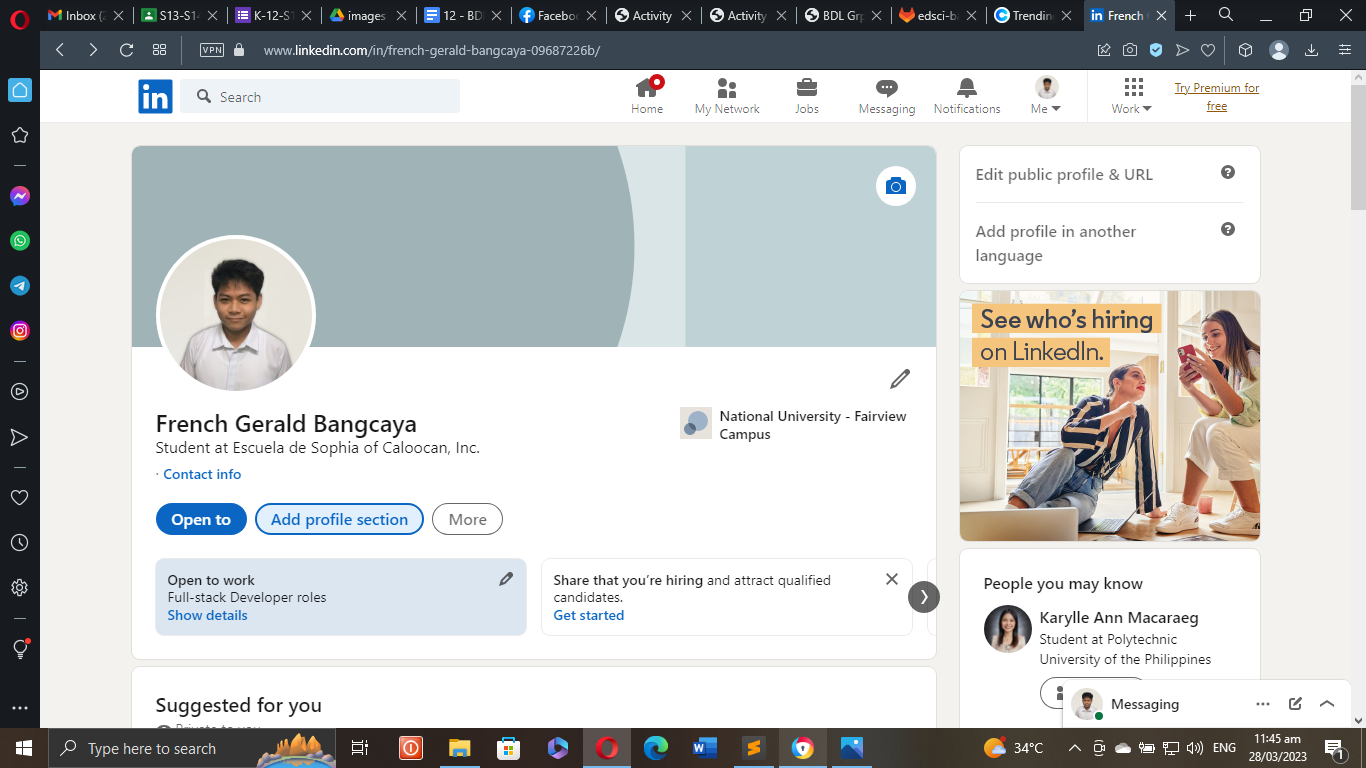 Inbox (2
S13-S14
K-12-ST
images
12 - BDL
Facebo
Activity
Activity
BDL Grp
edsci-ba
Trendin
French
VPN
www.linkedin.com/in/french-gerald-bangcaya-09687226b/
in
Search
Home
My Network
Jobs
Messaging
Notifications
Me
Work
Try Premium for
free
Edit public profile & URL
Add profile in another
language
See who's hiring
on LinkedIn.
French Gerald Bangcaya
Student at Escuela de Sophia of Caloocan, Inc.
· Contact info
National University - Fairview
Campus
Open to
Add profile section
More
Open to work
Full-stack Developer roles
Show details
Share that you're hiring and attract qualified
candidates.
Get started
People you may know
Karylle Ann Macaraeg
Student at Polytechnic
University of the Philippines
Suggested for you
Private to you
Messaging
Type here to search
34°C
ENG
11:45 am
28/03/2023
1